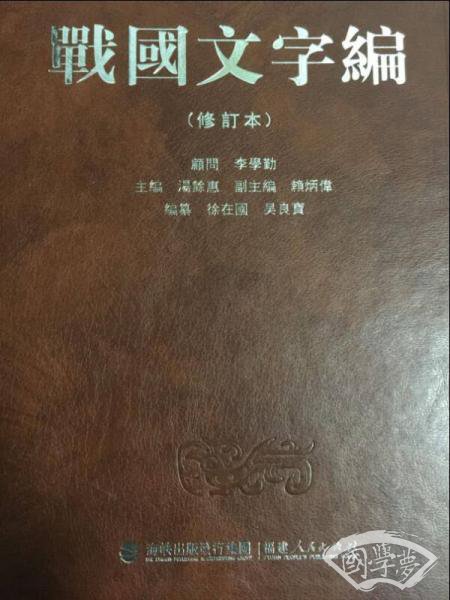 戰國文字編
（修訂本）
顧問 李學勤
主編 湯餘惠 副主編 賴炳偉
編纂 徐在國 吳良寶
海峽出版發行集團 福建人民出版社
國學夢